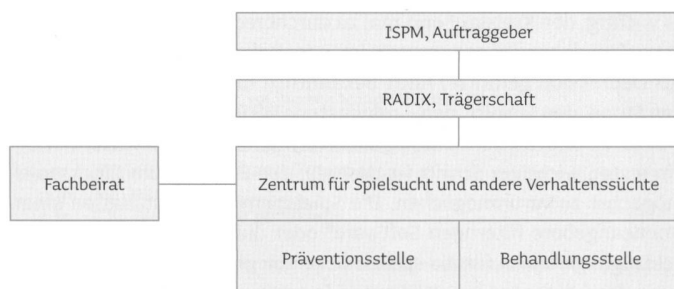 ISPM, Auftraggeber
RADIX, Trägerschaft
Fachbeirat
Zentrum für Spielsucht und andere Verhaltenssüchte
Präventionsstelle
Behandlungsstelle